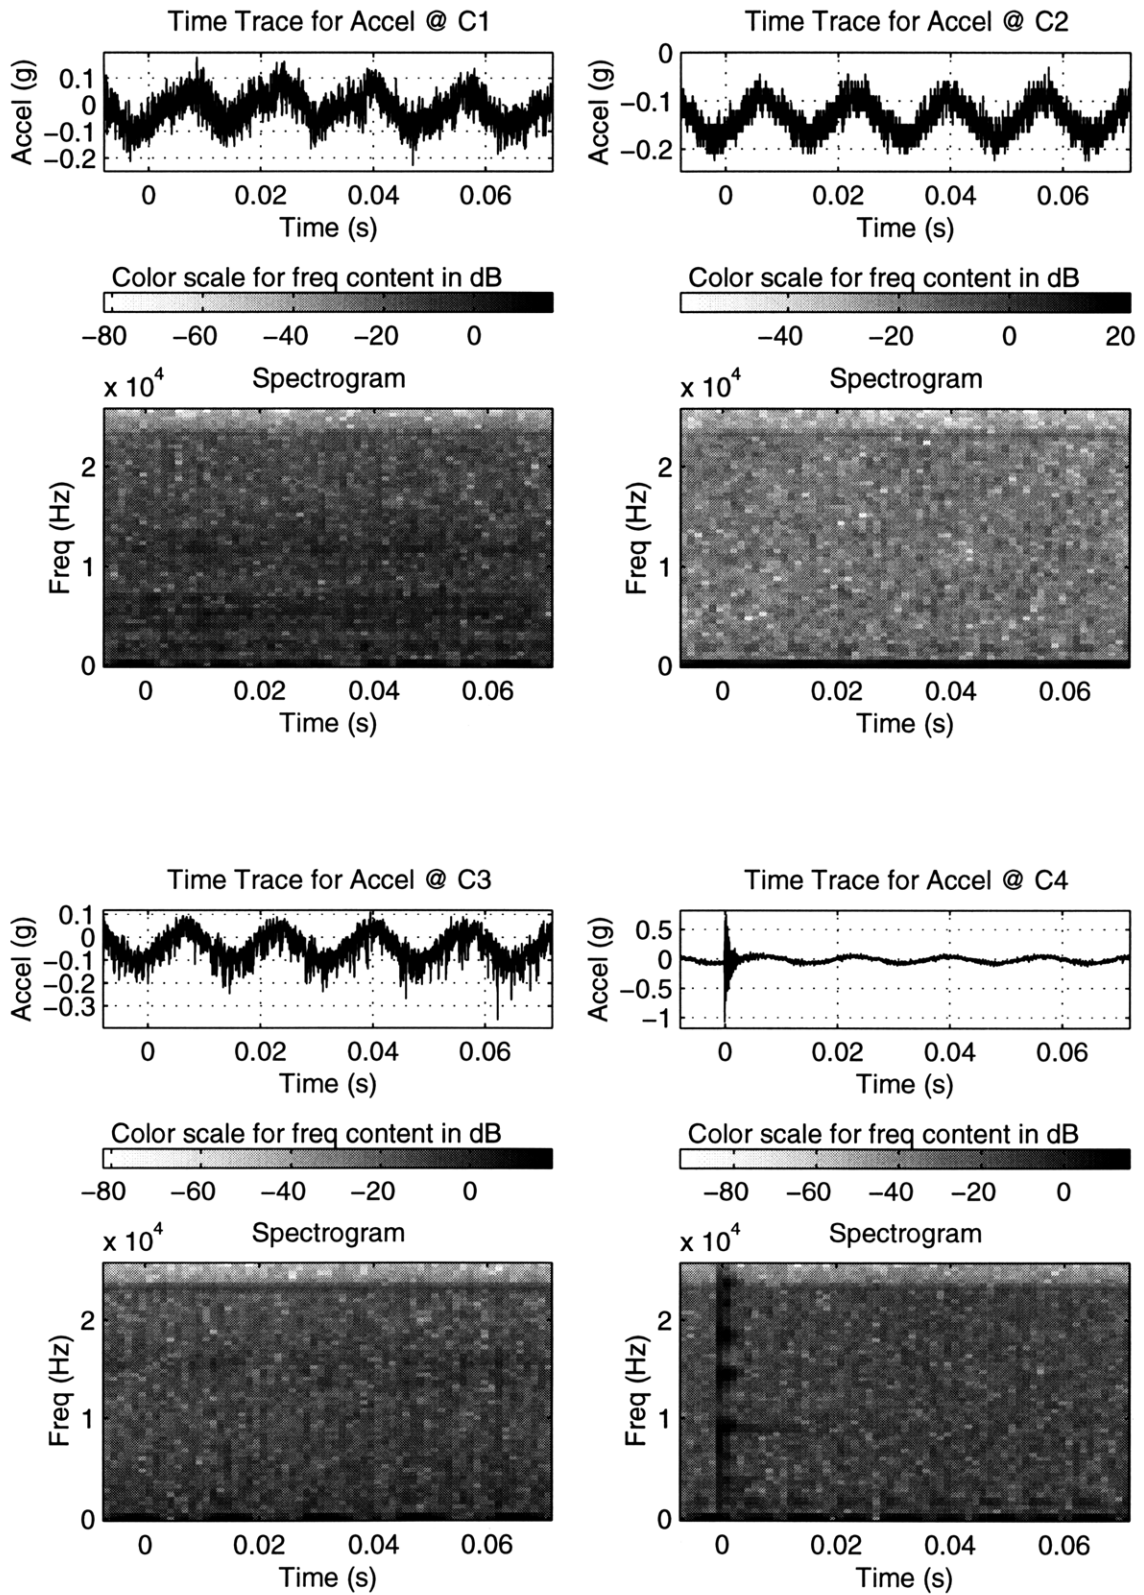 Time Trace for Accel @ C1
Accel (g)
0.1
0
−0.1
−0.2
0 0.02 0.04 0.06
Time (s)
Color scale for freq content in dB
−80 −60 −40 −20 0
x 10^4 Spectrogram
Freq (Hz)
2
1
0
0 0.02 0.04 0.06
Time (s)
Time Trace for Accel @ C2
Accel (g)
0
−0.1
−0.2
0 0.02 0.04 0.06
Time (s)
Color scale for freq content in dB
−40 −20 0 20
x 10^4 Spectrogram
Freq (Hz)
2
1
0
0 0.02 0.04 0.06
Time (s)
Time Trace for Accel @ C3
Accel (g)
0.1
0
−0.1
−0.2
−0.3
0 0.02 0.04 0.06
Time (s)
Color scale for freq content in dB
−80 −60 −40 −20 0
x 10^4 Spectrogram
Freq (Hz)
2
1
0
0 0.02 0.04 0.06
Time (s)
Time Trace for Accel @ C4
Accel (g)
0.5
0
−0.5
−1
0 0.02 0.04 0.06
Time (s)
Color scale for freq content in dB
−80 −60 −40 −20 0
x 10^4 Spectrogram
Freq (Hz)
2
1
0
0 0.02 0.04 0.06
Time (s)